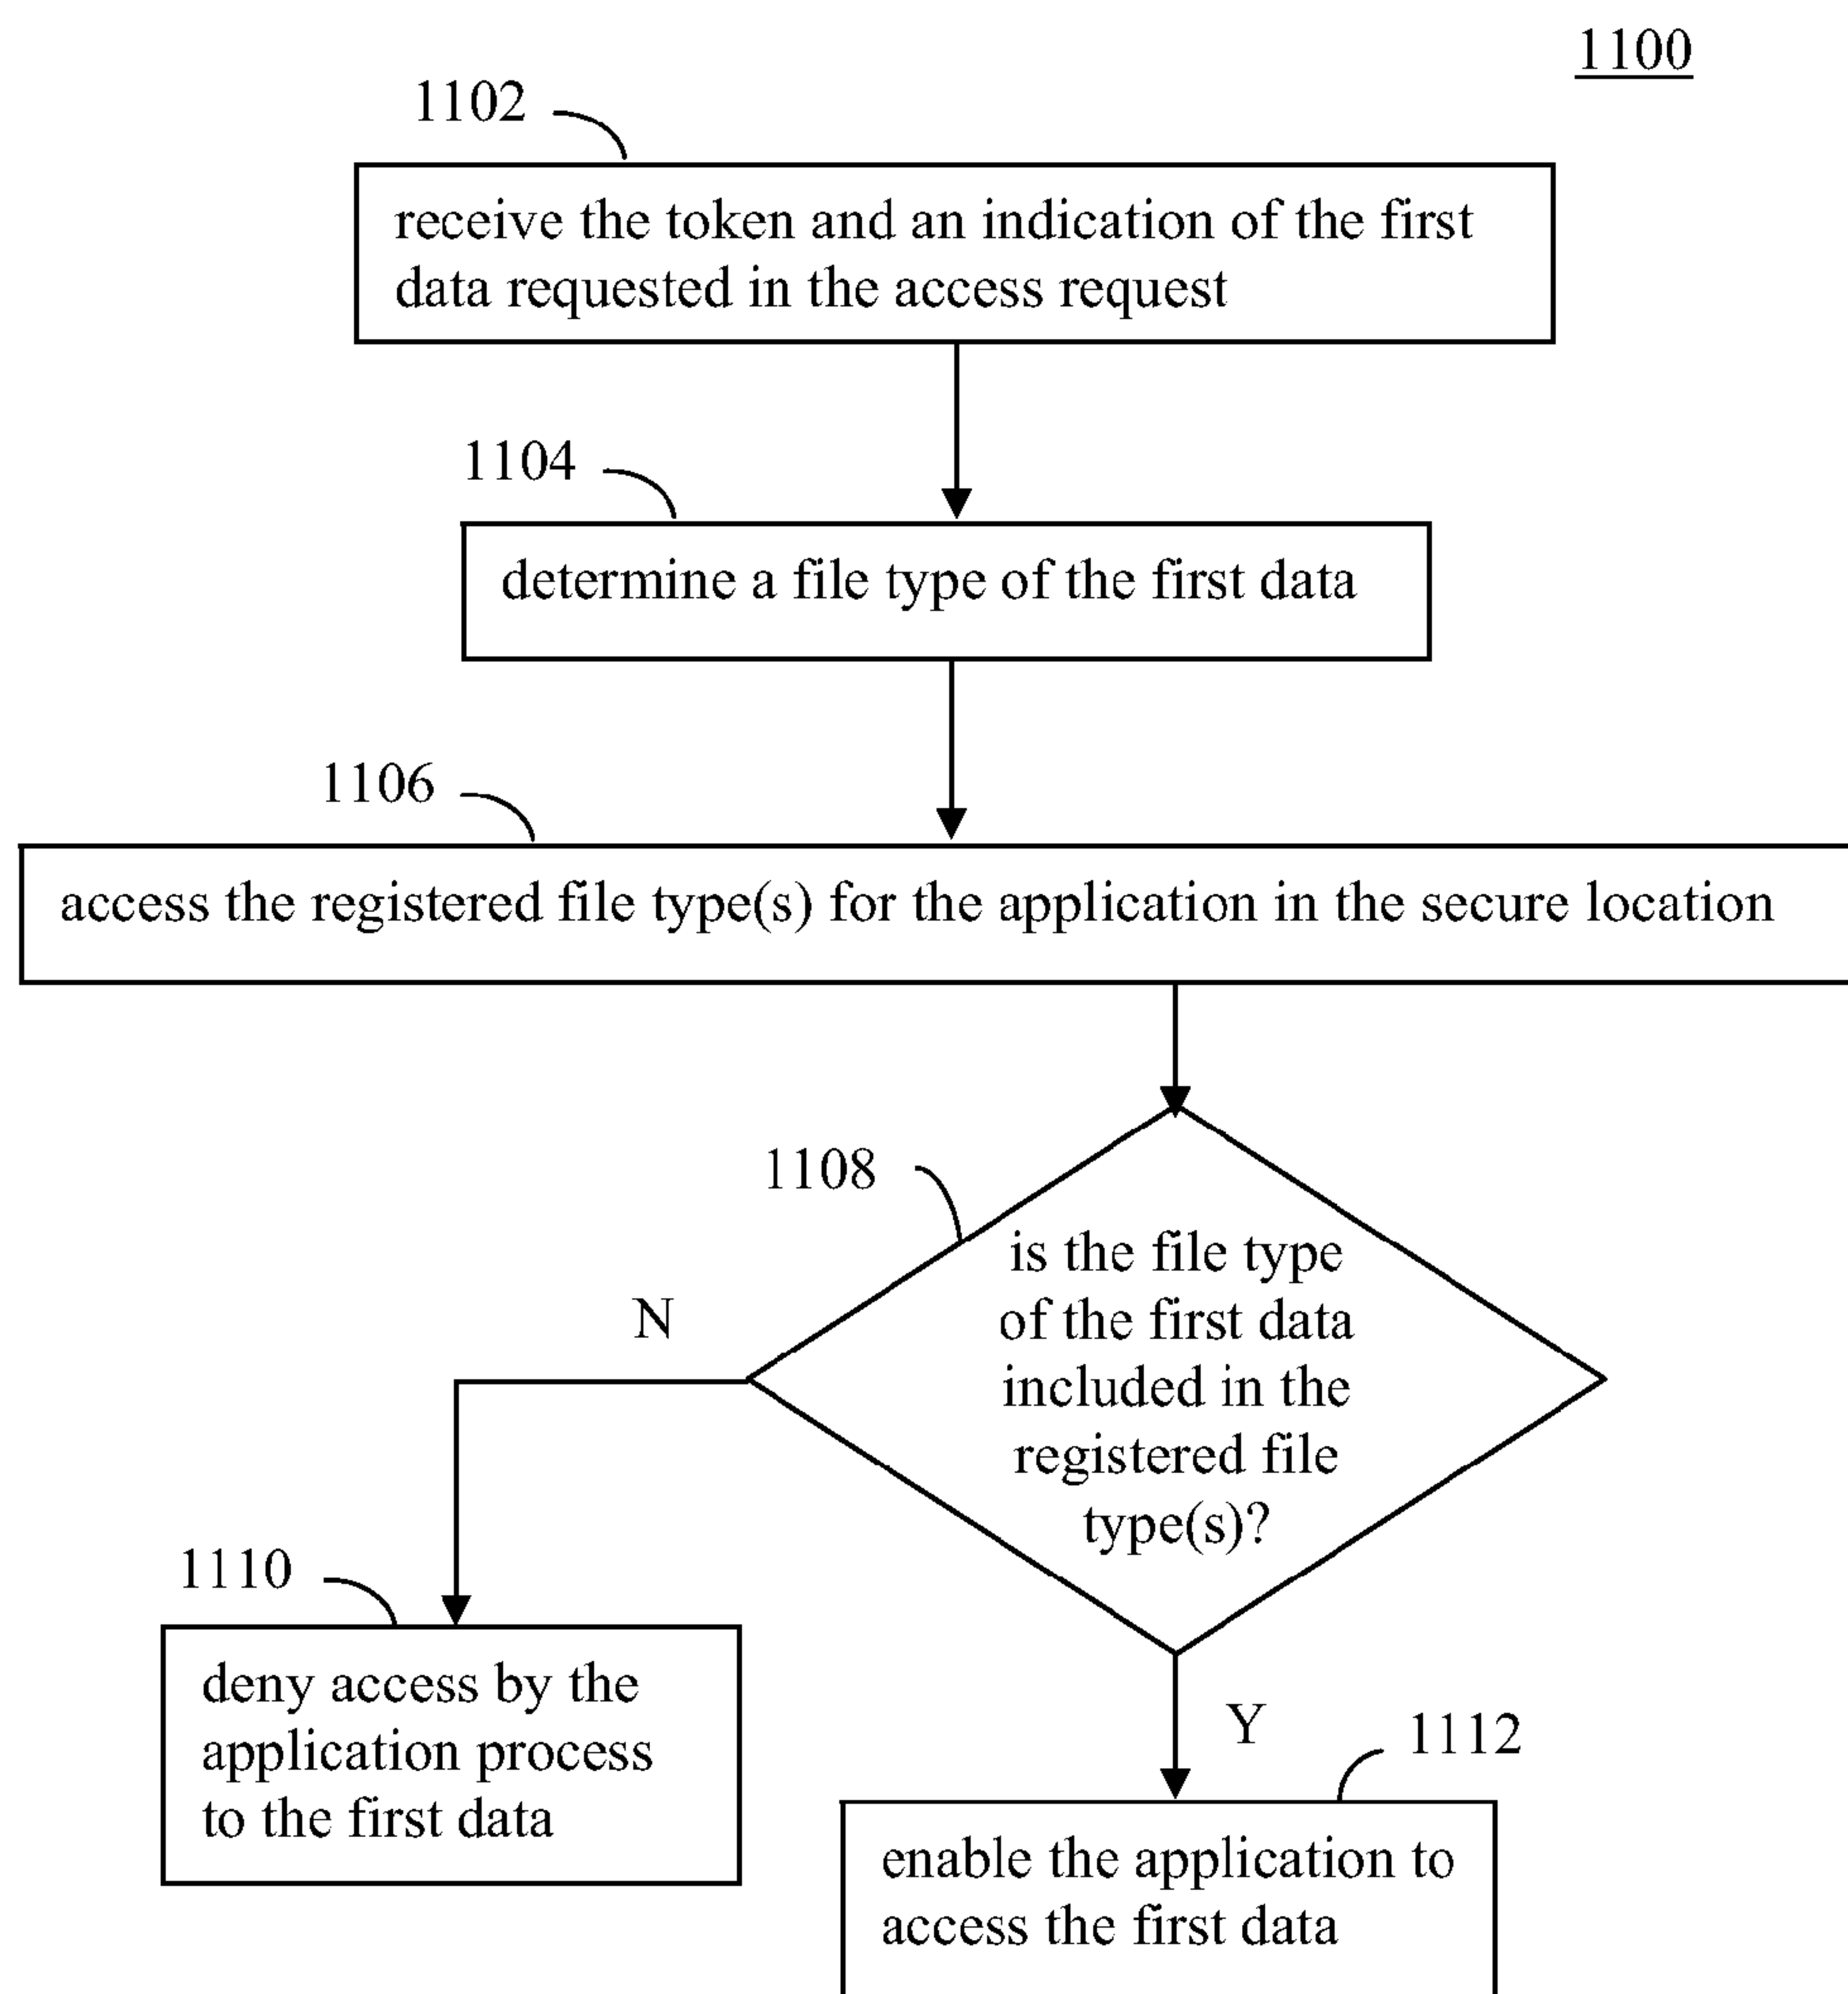 1100
1102
receive the token and an indication of the first
data requested in the access request
1104
determine a file type of the first data
1106
access the registered file type(s) for the application in the secure location
1108
is the file type
of the first data
included in the
registered file
type(s)?
N
1110
deny access by the
application process
to the first data
Y
1112
enable the application to
access the first data